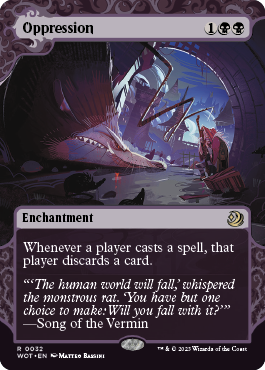 Oppression 1
Enchantment
Whenever a player casts a spell, that
player discards a card.
“‘The human world will fall,’ whispered
the monstrous rat. ‘You have but one
choice to make: Will you fall with it?’”
—Song of the Vermin
R 0032
WOT • EN Matteo Bassini
™ & © 2023 Wizards of the Coast